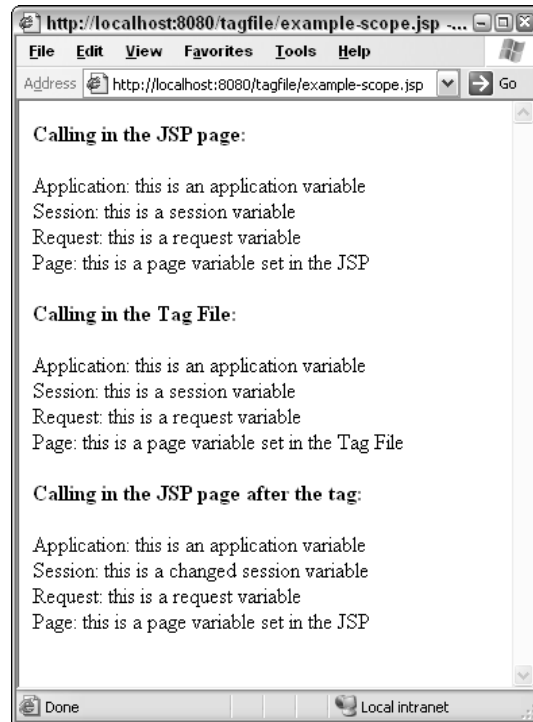 http://localhost:8080/tagfile/example-scope.jsp -...
File Edit View Favorites Tools Help
Address http://localhost:8080/tagfile/example-scope.jsp Go
Calling in the JSP page:
Application: this is an application variable
Session: this is a session variable
Request: this is a request variable
Page: this is a page variable set in the JSP
Calling in the Tag File:
Application: this is an application variable
Session: this is a session variable
Request: this is a request variable
Page: this is a page variable set in the Tag File
Calling in the JSP page after the tag:
Application: this is an application variable
Session: this is a changed session variable
Request: this is a request variable
Page: this is a page variable set in the JSP
Done Local intranet